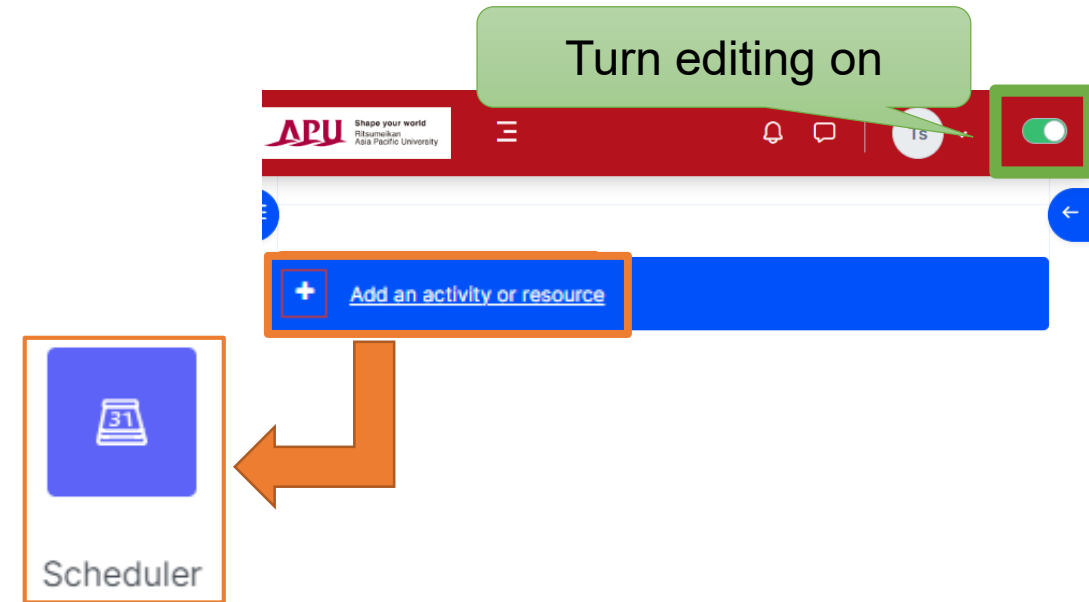 Turn editing on
APU
Shape your world
Ritsumeikan
Asia Pacific University
Ts
+ Add an activity or resource
31
Scheduler